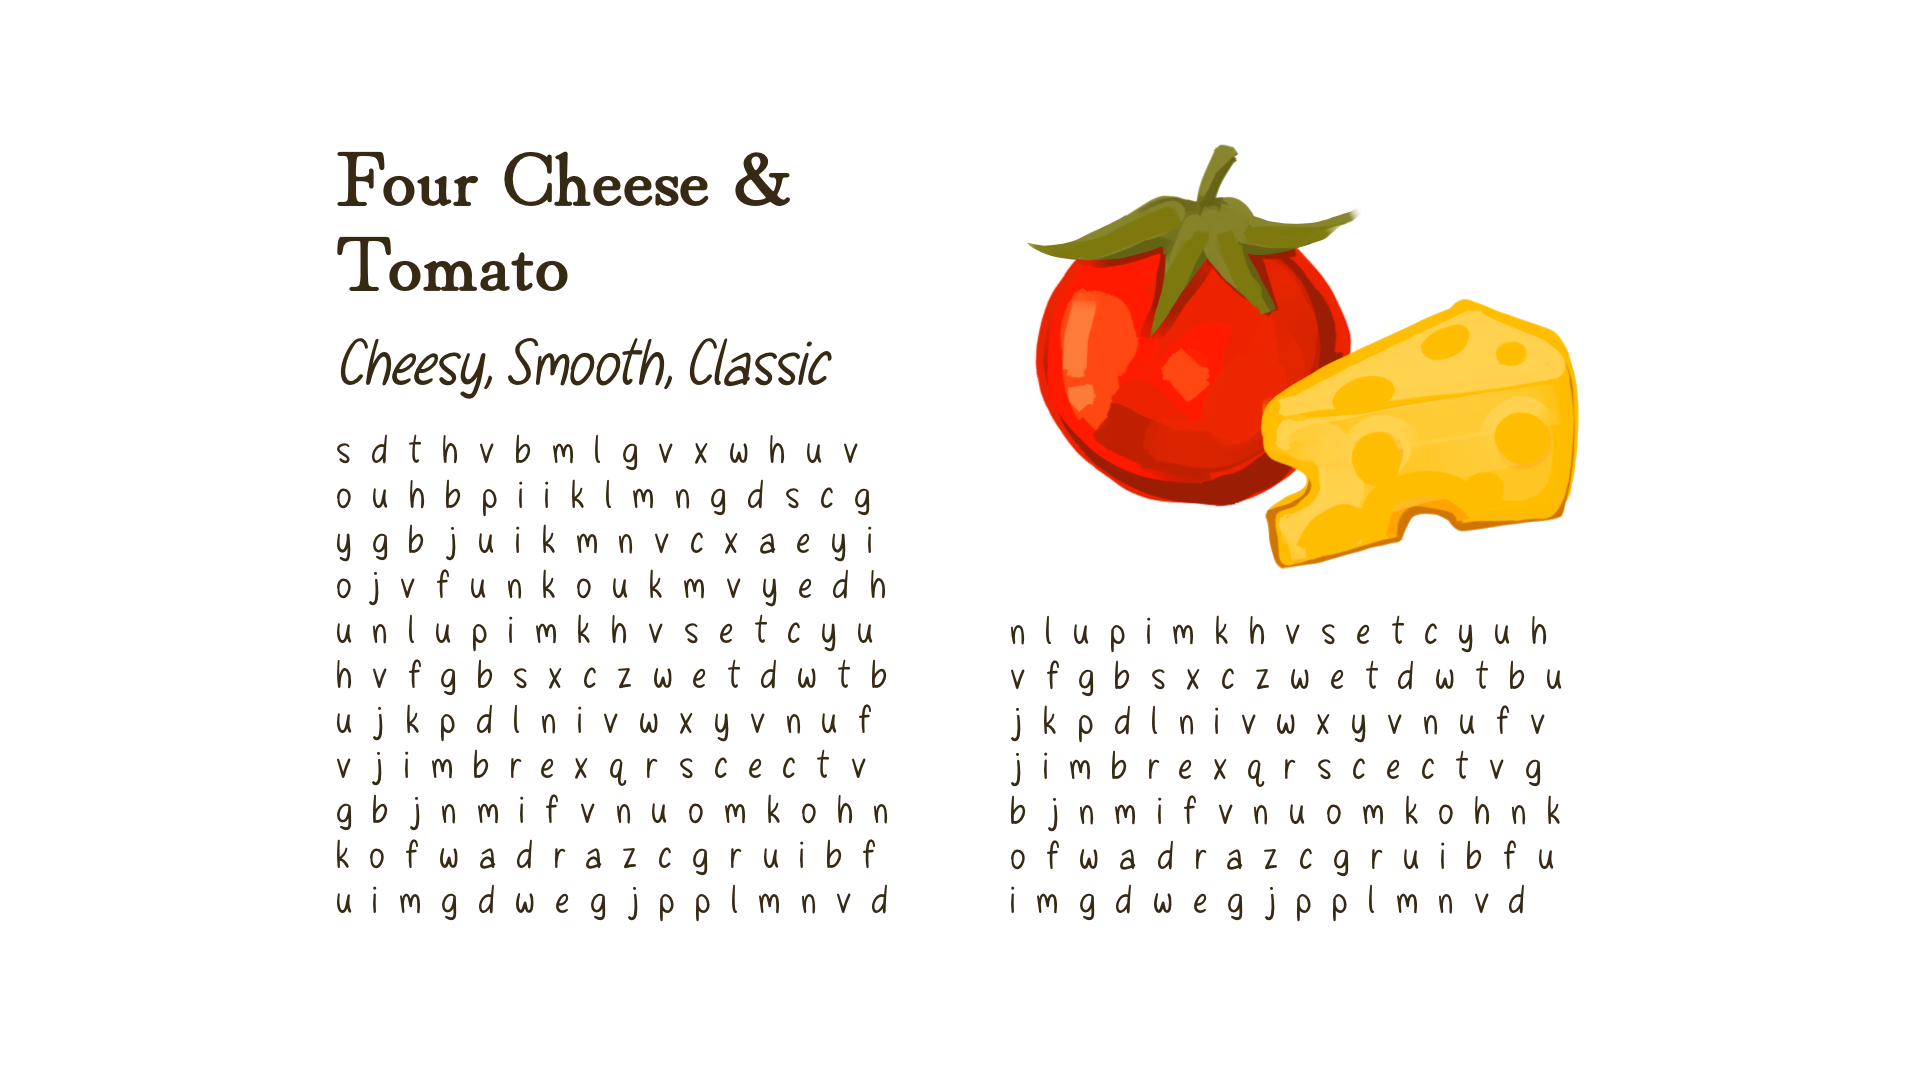 Four Cheese &
Tomato
Cheesy, Smooth, Classic
s d t h v b m l g v x w h u v
o u h b p i i k l m n g d s c g
y g b j u i k m n v c x a e y i
o j v f u n k o u k m v y e d h
u n l u p i m k h v s e t c y u
h v f g b s x c z w e t d w t b
u j k p d l n i v w x y v n u f
v j i m b r e x q r s c e c t v
g b j n m i f v n u o m k o h n
k o f w a d r a z c g r u i b f
u i m g d w e g j p p l m n v d
n l u p i m k h v s e t c y u h
v f g b s x c z w e t d w t b u
j k p d l n i v w x y v n u f v
j i m b r e x q r s c e c t v g
b j n m i f v n u o m k o h n k
o f w a d r a z c g r u i b f u
i m g d w e g j p p l m n v d